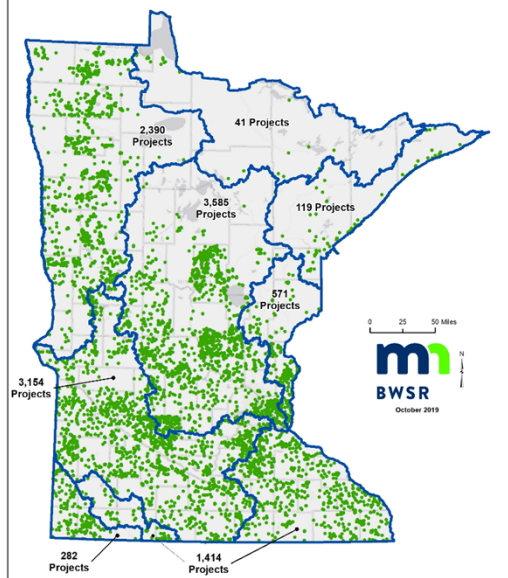 41 Projects
2,390
Projects
3,585
Projects
119 Projects
571
Projects
0 25 50 Miles
mn
N
BWSR
October 2019
3,154
Projects
282
Projects
1,414
Projects